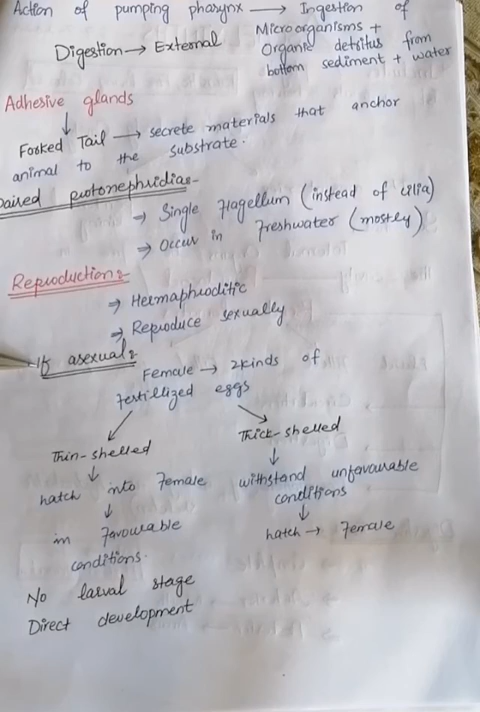 Action of pumping pharynx → Ingestion of
Microorganisms +
Digestion → External Organic detsitus from
bottom sediment + water
Adhesive glands
↓
Forked Tail → secrete materials that anchor
animal to the substrate.
paired protonephridia:-
⇒ Single flagellum (instead of cilia)
⇒ Occur in freshwater (mostly)
Reproduction:
⇒ Hermaphroditic
⇒ Reproduce sexually
If asexual:
Female → 2kinds of
fertilized eggs
Thin-shelled Thick-shelled
↓ ↓
hatch into female withstand unfavourable
↓ conditions
in favourable ↓
conditions. hatch → female
No larval stage
Direct development